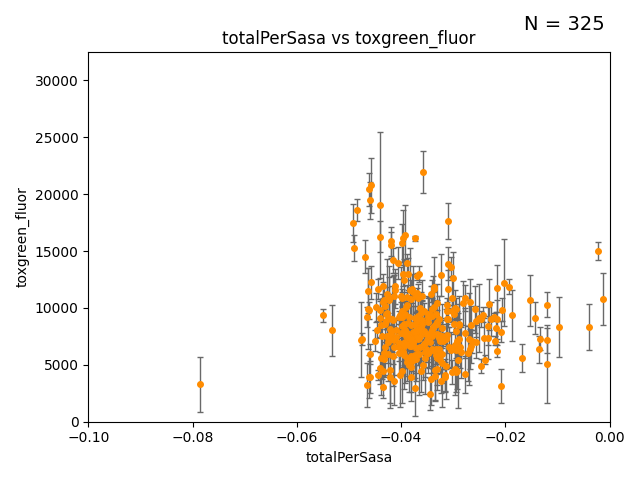 N = 325
totalPerSasa vs toxgreen_fluor
toxgreen_fluor
30000
25000
20000
15000
10000
5000
0
−0.10 −0.08 −0.06 −0.04 −0.02 0.00
totalPerSasa